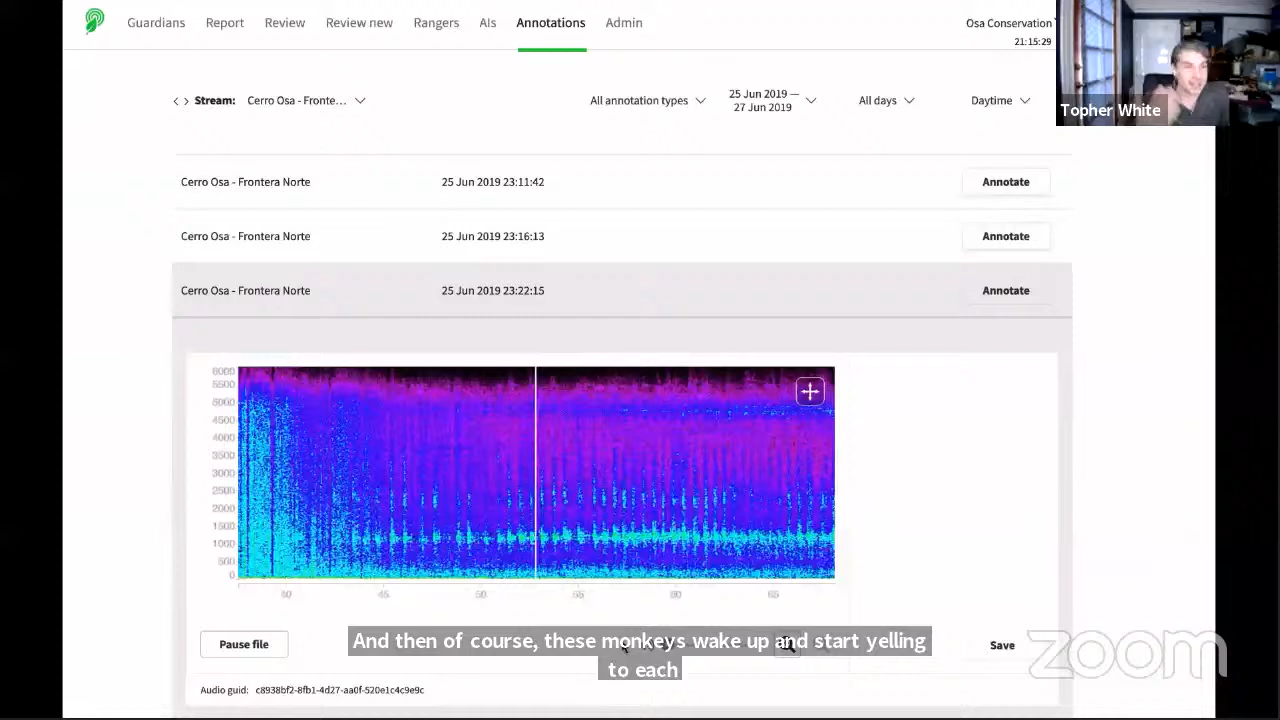 Guardians Report Review Review new Rangers AIs Annotations Admin
Osa Conservation
21:15:29
Topher White
Stream: Cerro Osa - Fronte...
All annotation types
25 Jun 2019 —
27 Jun 2019
All days
Daytime
Cerro Osa - Frontera Norte 25 Jun 2019 23:11:42 Annotate
Cerro Osa - Frontera Norte 25 Jun 2019 23:16:13 Annotate
Cerro Osa - Frontera Norte 25 Jun 2019 23:22:15 Annotate
6000
5500
5000
4500
4000
3500
3000
2500
2000
1500
1000
500
0
40 45 50 55 60 65
Pause file
And then of course, these monkeys wake up and start yelling
to each
Save
zoom
Audio guid: c8938bf2-8fb1-4d27-aa0f-520e1c4c9e9c